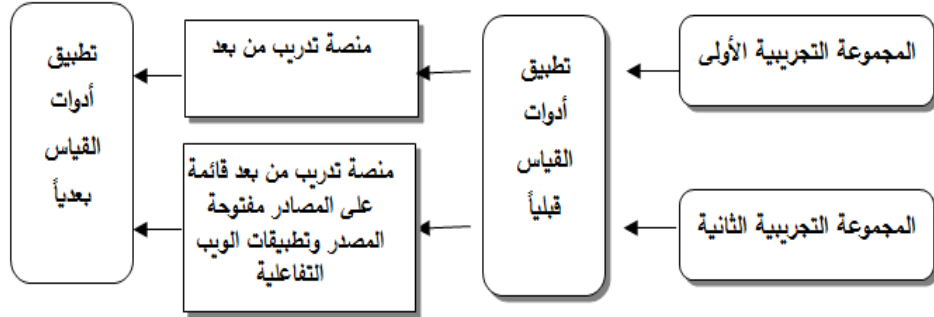 المجموعة التجريبية الأولى
المجموعة التجريبية الثانية
تطبيق
أدوات
القياس
قبلياً
منصة تدريب من بعد
منصة تدريب من بعد قائمة
على المصادر مفتوحة
المصدر وتطبيقات الويب
التفاعلية
تطبيق
أدوات
القياس
بعدياً